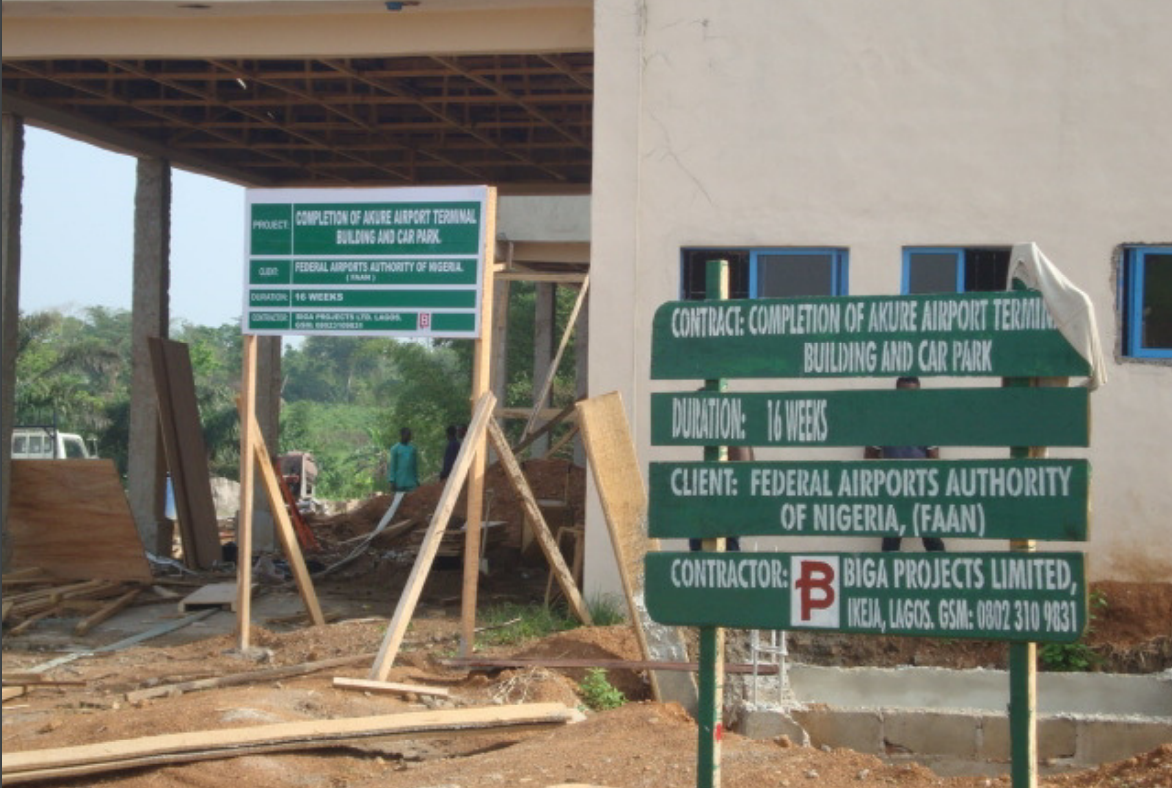 PROJECT: COMPLETION OF AKURE AIRPORT TERMINAL
BUILDING AND CAR PARK.
CLIENT: FEDERAL AIRPORTS AUTHORITY OF NIGERIA.
( FAAN )
DURATION: 16 WEEKS
CONTRACTOR: BIGA PROJECTS LTD. LAGOS.
GSM:
CONTRACT: COMPLETION OF AKURE AIRPORT
BUILDING AND CAR PARK
DURATION: 16 WEEKS
CLIENT: FEDERAL AIRPORTS AUTHORITY
OF NIGERIA, (FAAN)
CONTRACTOR: BIGA PROJECTS LIMITED,
IKEJA, LAGOS. GSM: 0802 310 9831